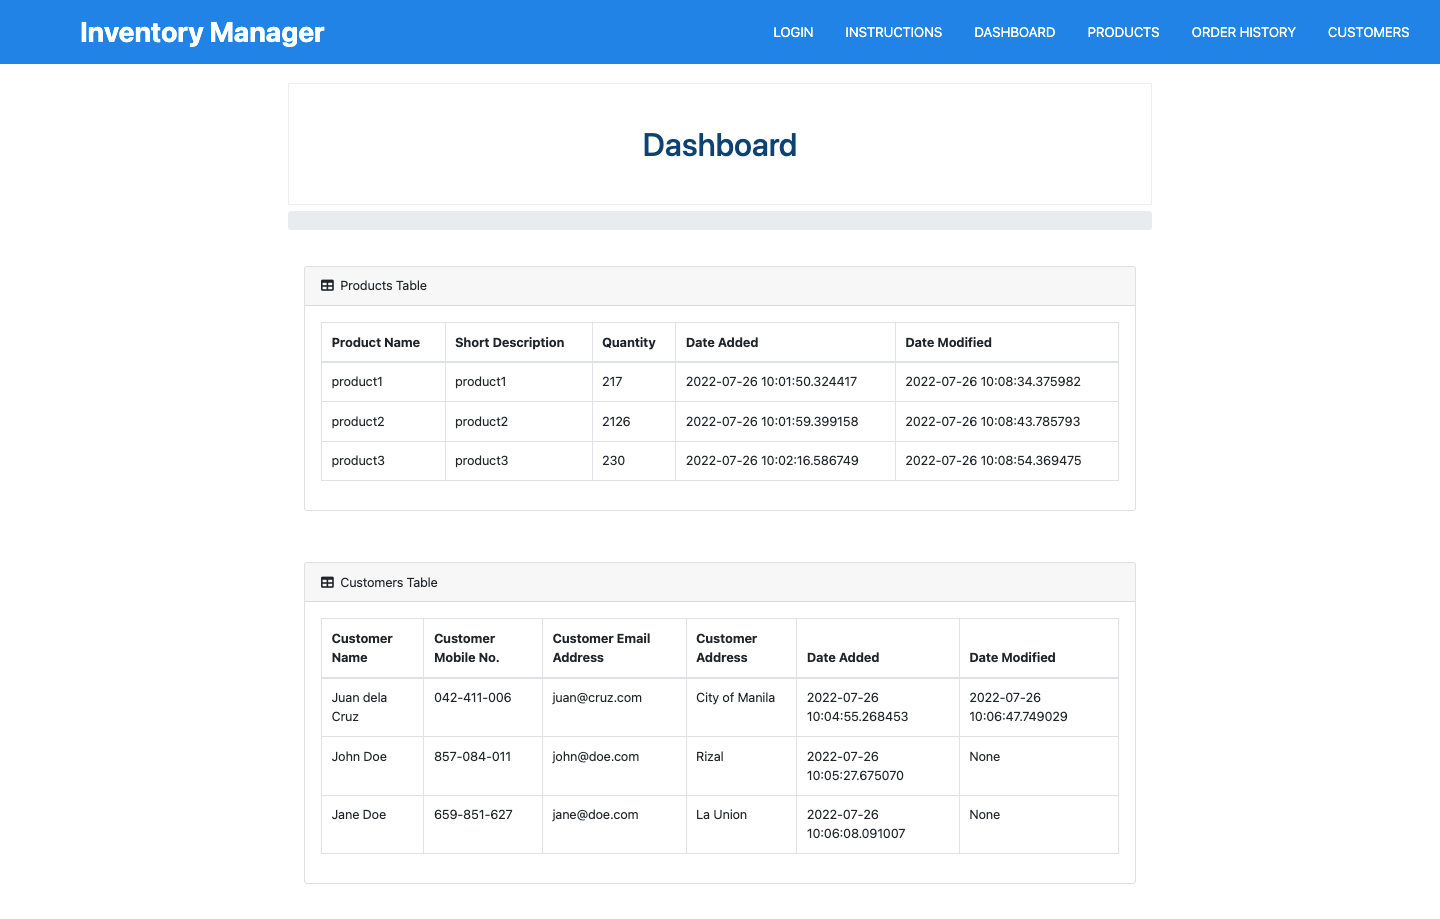 Inventory Manager LOGIN INSTRUCTIONS DASHBOARD PRODUCTS ORDER HISTORY CUSTOMERS
Dashboard
Products Table
Product Name Short Description Quantity Date Added Date Modified
product1 product1 217 2022-07-26 10:01:50.324417 2022-07-26 10:08:34.375982
product2 product2 2126 2022-07-26 10:01:59.399158 2022-07-26 10:08:43.785793
product3 product3 230 2022-07-26 10:02:16.586749 2022-07-26 10:08:54.369475
Customers Table
Customer Customer Customer Email Customer
Name Mobile No. Address Address Date Added Date Modified
Juan dela 042-411-006 juan@cruz.com City of Manila 2022-07-26 2022-07-26
Cruz 10:04:55.268453 10:06:47.749029
John Doe 857-084-011 john@doe.com Rizal 2022-07-26 None
10:05:27.675070
Jane Doe 659-851-627 jane@doe.com La Union 2022-07-26 None
10:06:08.091007